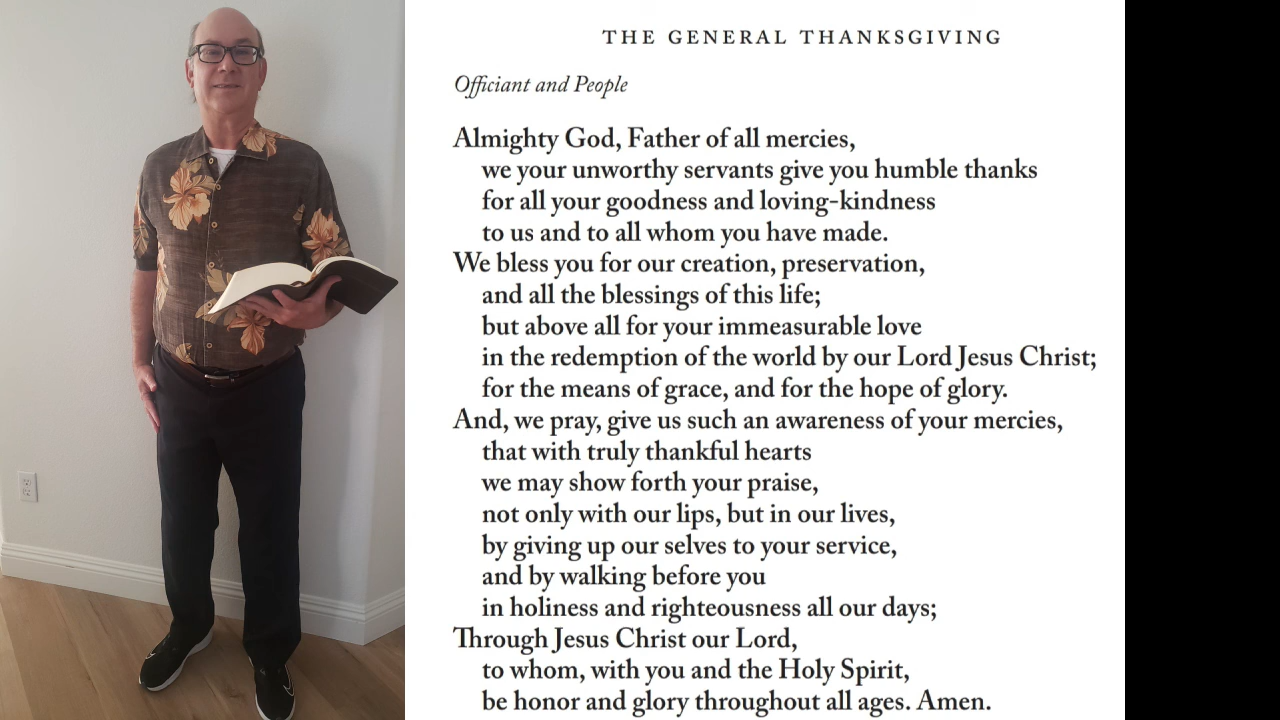 THE GENERAL THANKSGIVING
Officiant and People
Almighty God, Father of all mercies,
we your unworthy servants give you humble thanks
for all your goodness and loving-kindness
to us and to all whom you have made.
We bless you for our creation, preservation,
and all the blessings of this life;
but above all for your immeasurable love
in the redemption of the world by our Lord Jesus Christ;
for the means of grace, and for the hope of glory.
And, we pray, give us such an awareness of your mercies,
that with truly thankful hearts
we may show forth your praise,
not only with our lips, but in our lives,
by giving up our selves to your service,
and by walking before you
in holiness and righteousness all our days;
Through Jesus Christ our Lord,
to whom, with you and the Holy Spirit,
be honor and glory throughout all ages. Amen.